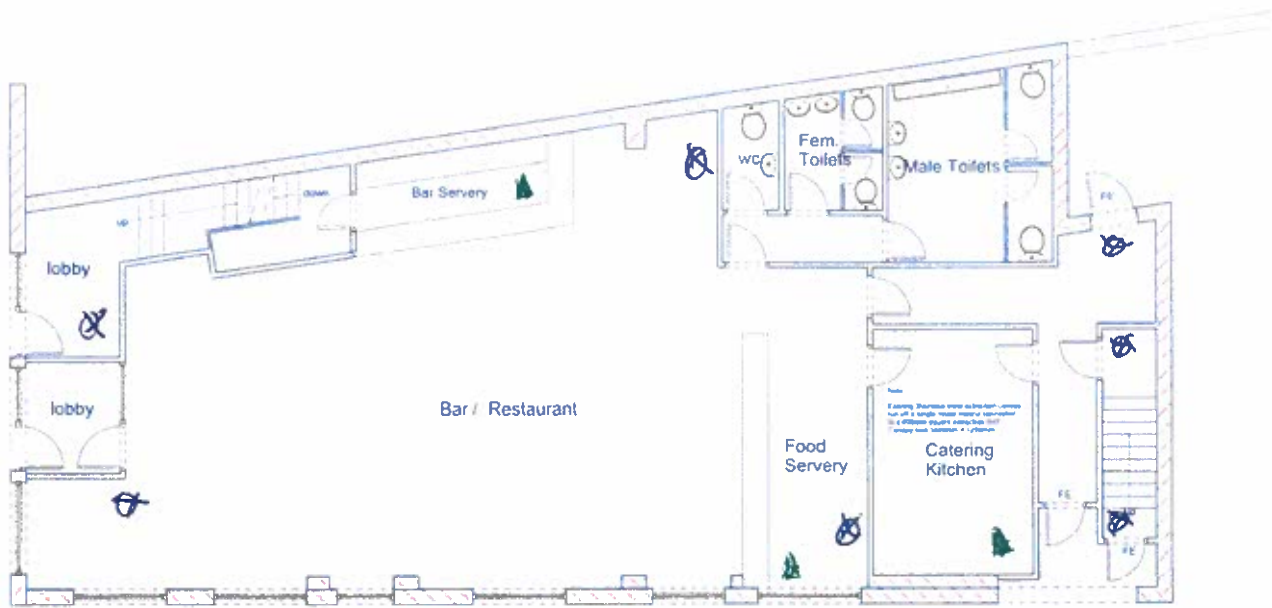 Fem.
Toilets
wc
Male Toilets
FE
Bar Servery
down
up
lobby
lobby
Bar / Restaurant
Food
Servery
Catering
Kitchen
FE
FE